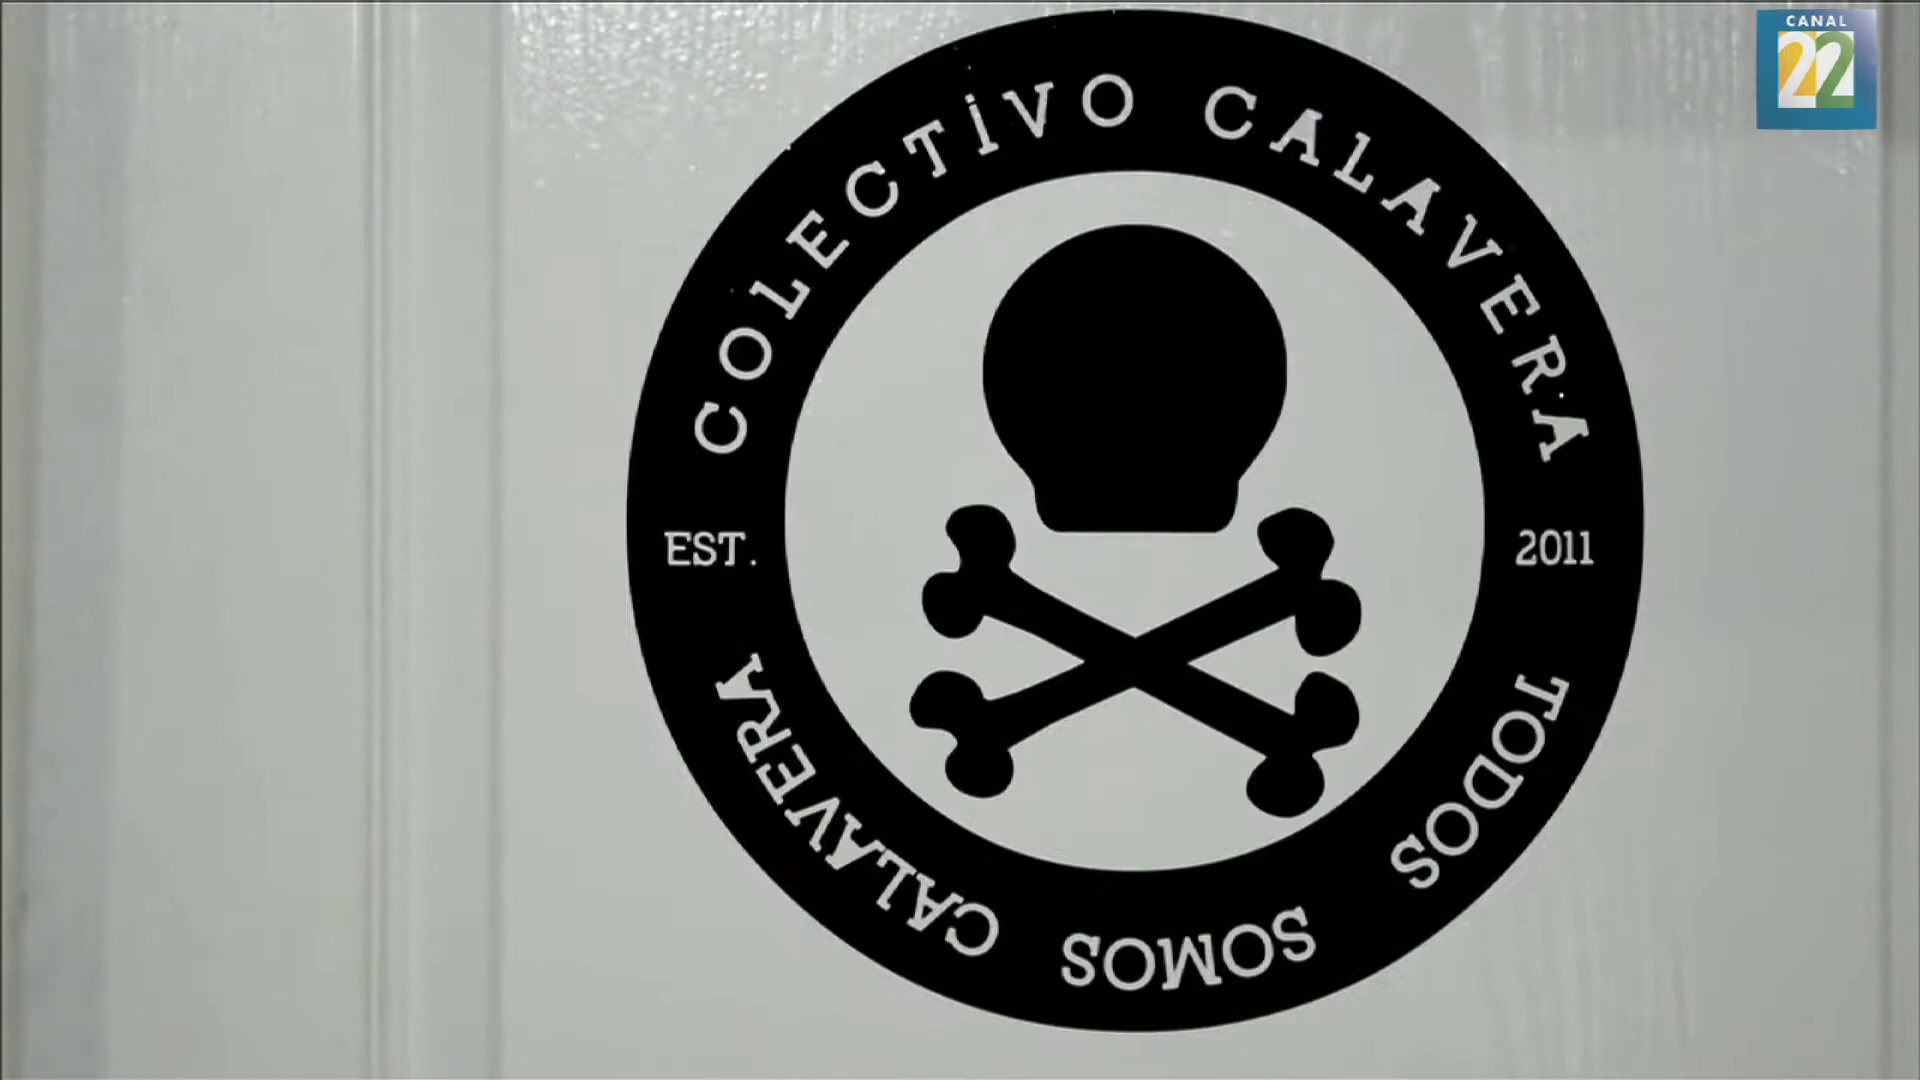 CANAL
22
COLECTIVO CALAVERA
EST.
2011
TODOS SOMOS CALAVERA